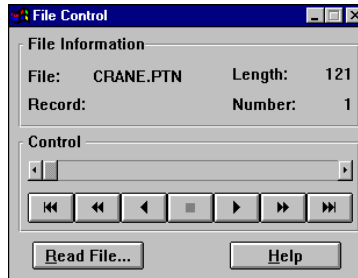 File Control
File Information
File: CRANE.PTN Length: 121
Record: Number: 1
Control
Read File... Help